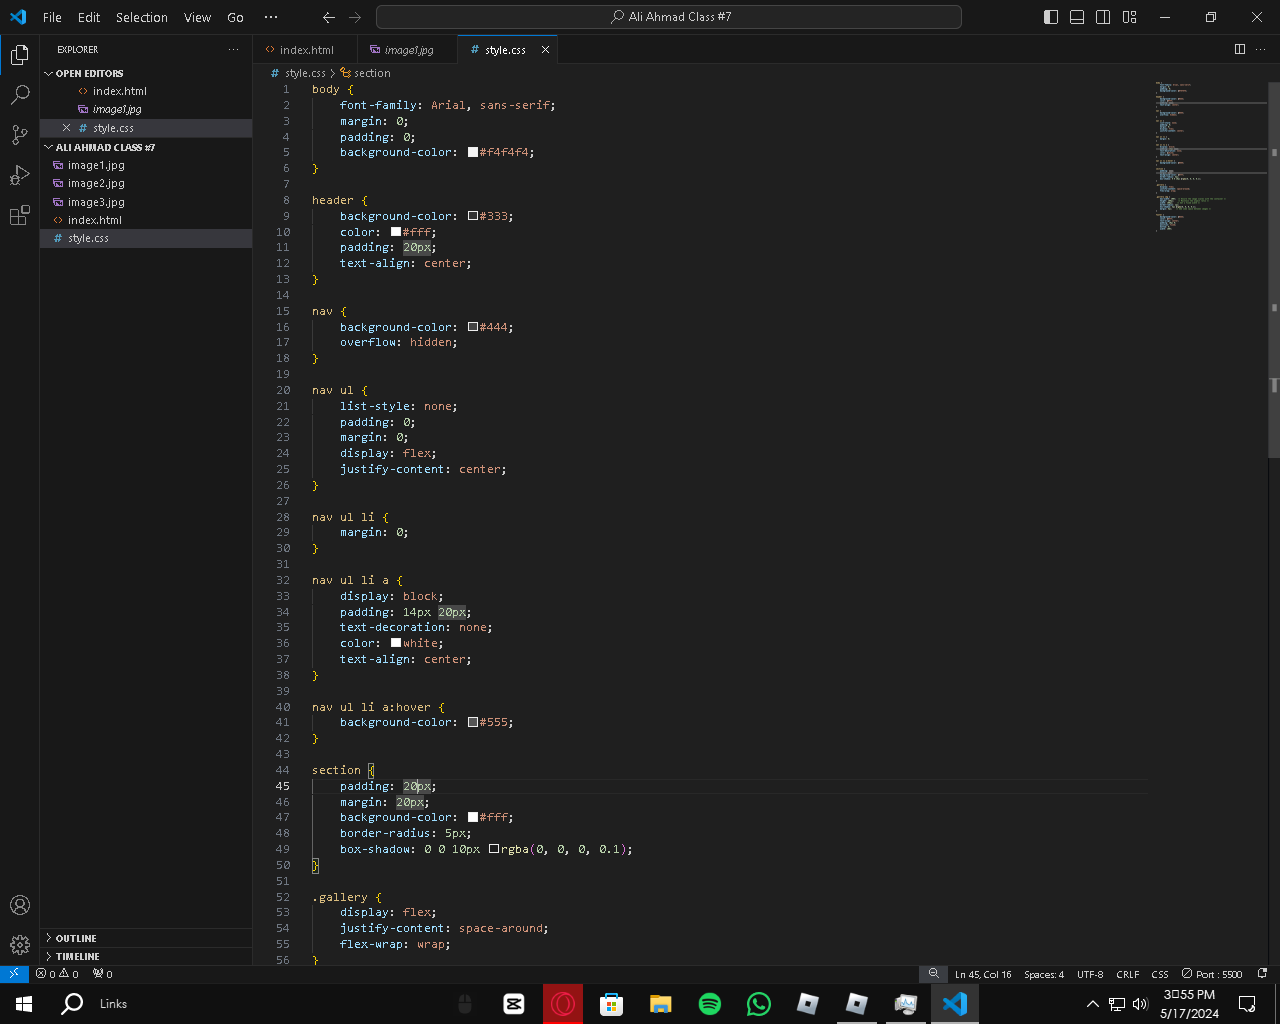 File Edit Selection View Go ··· Ali Ahmad Class #7
EXPLORER ···
OPEN EDITORS
index.html
image1.jpg
style.css
ALI AHMAD CLASS #7
image1.jpg
image2.jpg
image3.jpg
index.html
style.css
OUTLINE
TIMELINE
index.html image1.jpg style.css
style.css > section
1 body {
2 font-family: Arial, sans-serif;
3 margin: 0;
4 padding: 0;
5 background-color: #f4f4f4;
6 }
7
8 header {
9 background-color: #333;
10 color: #fff;
11 padding: 20px;
12 text-align: center;
13 }
14
15 nav {
16 background-color: #444;
17 overflow: hidden;
18 }
19
20 nav ul {
21 list-style: none;
22 padding: 0;
23 margin: 0;
24 display: flex;
25 justify-content: center;
26 }
27
28 nav ul li {
29 margin: 0;
30 }
31
32 nav ul li a {
33 display: block;
34 padding: 14px 20px;
35 text-decoration: none;
36 color: white;
37 text-align: center;
38 }
39
40 nav ul li a:hover {
41 background-color: #555;
42 }
43
44 section {
45 padding: 20px;
46 margin: 20px;
47 background-color: #fff;
48 border-radius: 5px;
49 box-shadow: 0 0 10px rgba(0, 0, 0, 0.1);
50 }
51
52 .gallery {
53 display: flex;
54 justify-content: space-around;
55 flex-wrap: wrap;
56 }
0 0 0 Ln 45, Col 16 Spaces: 4 UTF-8 CRLF CSS Port : 5500
Links 3:55 PM
5/17/2024